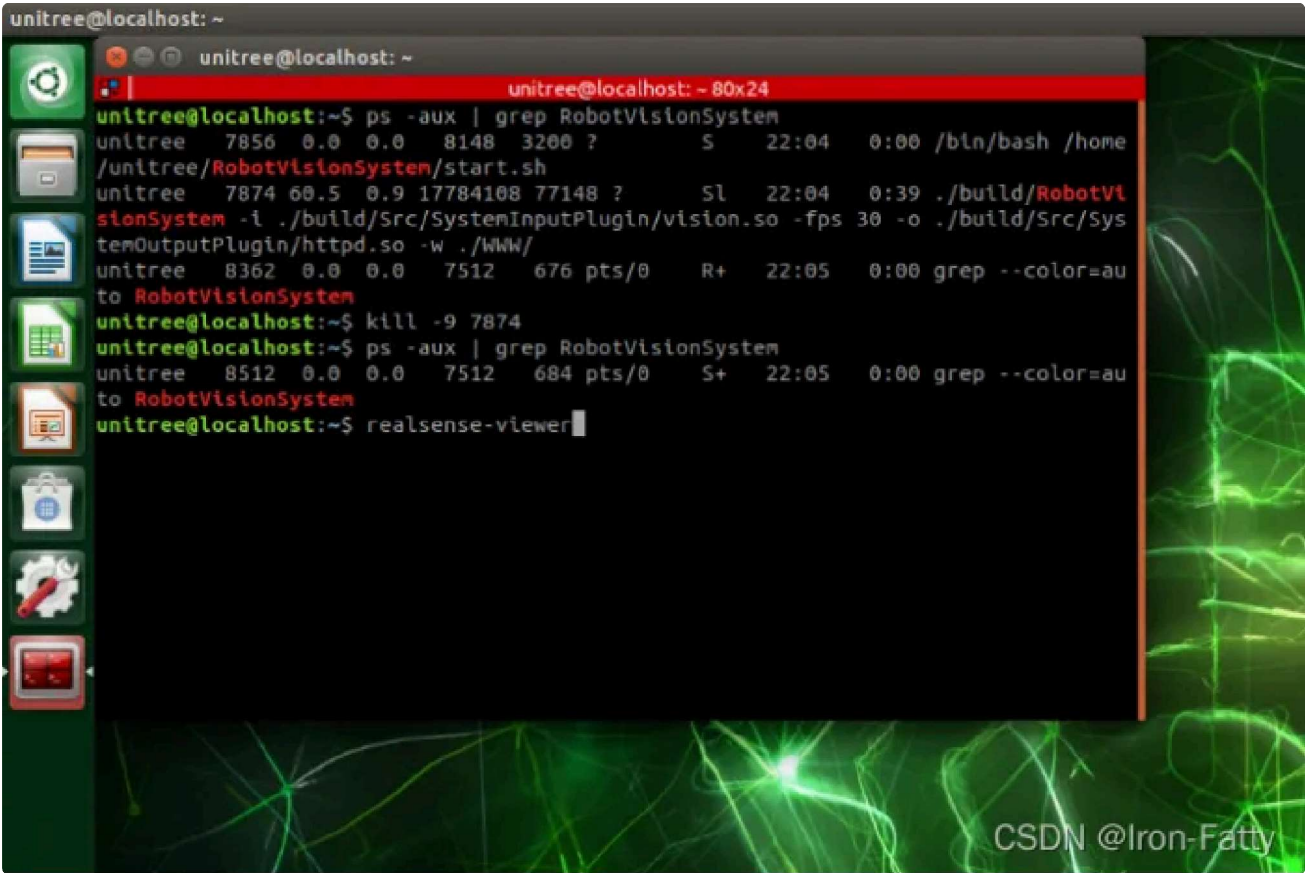 unitree@localhost: ~
unitree@localhost: ~
unitree@localhost: ~ 80x24
unitree@localhost:~$ ps -aux | grep RobotVisionSystem
unitree   7856  0.0  0.0   8148  3200 ?        S    22:04   0:00 /bin/bash /home
/unitree/RobotVisionSystem/start.sh
unitree   7874 60.5  0.9 17784108 77148 ?      Sl   22:04   0:39 ./build/RobotVi
sionSystem -i ./build/Src/SystemInputPlugin/vision.so -fps 30 -o ./build/Src/Sys
temOutputPlugin/httpd.so -w ./WWW/
unitree   8362  0.0  0.0   7512   676 pts/0    R+   22:05   0:00 grep --color=au
to RobotVisionSystem
unitree@localhost:~$ kill -9 7874
unitree@localhost:~$ ps -aux | grep RobotVisionSystem
unitree   8512  0.0  0.0   7512   684 pts/0    S+   22:05   0:00 grep --color=au
to RobotVisionSystem
unitree@localhost:~$ realsense-viewer
CSDN @Iron-Fatty